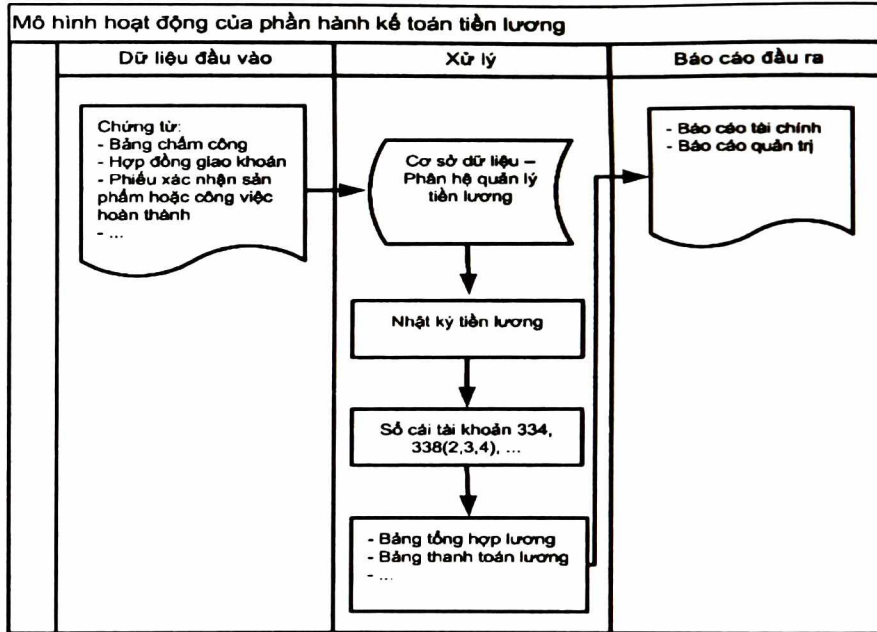 Mô hình hoạt động của phần hành kế toán tiền lương
Dữ liệu đầu vào
Xử lý
Báo cáo đầu ra
Chứng từ:
- Bảng chấm công
- Hợp đồng giao khoán
- Phiếu xác nhận sản
phẩm hoặc công việc
hoàn thành
- ...
Cơ sở dữ liệu –
Phân hệ quản lý
tiền lương
Nhật ký tiền lương
Sổ cái tài khoản 334,
338(2,3,4), ...
- Bảng tổng hợp lương
- Bảng thanh toán lương
- ...
- Báo cáo tài chính
- Báo cáo quản trị